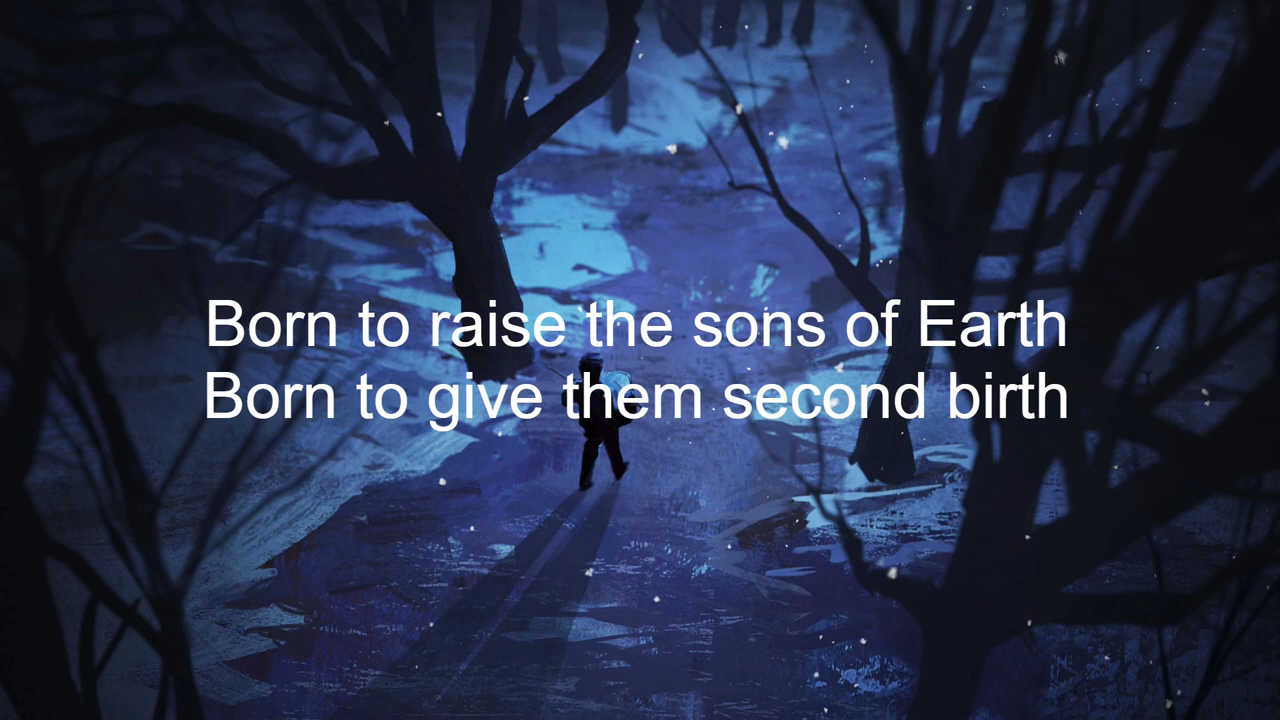 Born to raise the sons of Earth
Born to give them second birth